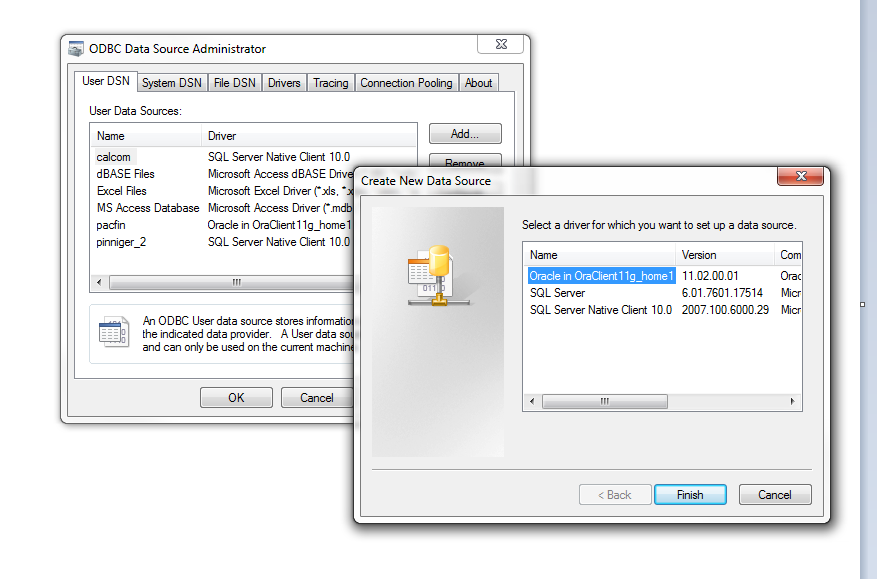 ODBC Data Source Administrator
User DSN System DSN File DSN Drivers Tracing Connection Pooling About
User Data Sources:
Name Driver
Add...
calcom SQL Server Native Client 10.0
dBASE Files Microsoft Access dBASE Drive
Remove
Excel Files Microsoft Excel Driver (*.xls, *.x
MS Access Database Microsoft Access Driver (*.mdb
pacfin Oracle in OraClient11g_home1
pinniger_2 SQL Server Native Client 10.0
An ODBC User data source stores information
the indicated data provider. A User data sou
and can only be used on the current machine
OK Cancel
Create New Data Source
Select a driver for which you want to set up a data source.
Name Version Com
Oracle in OraClient11g_home1 11.02.00.01 Orac
SQL Server 6.01.7601.17514 Micr
SQL Server Native Client 10.0 2007.100.6000.29 Micr
< Back Finish Cancel